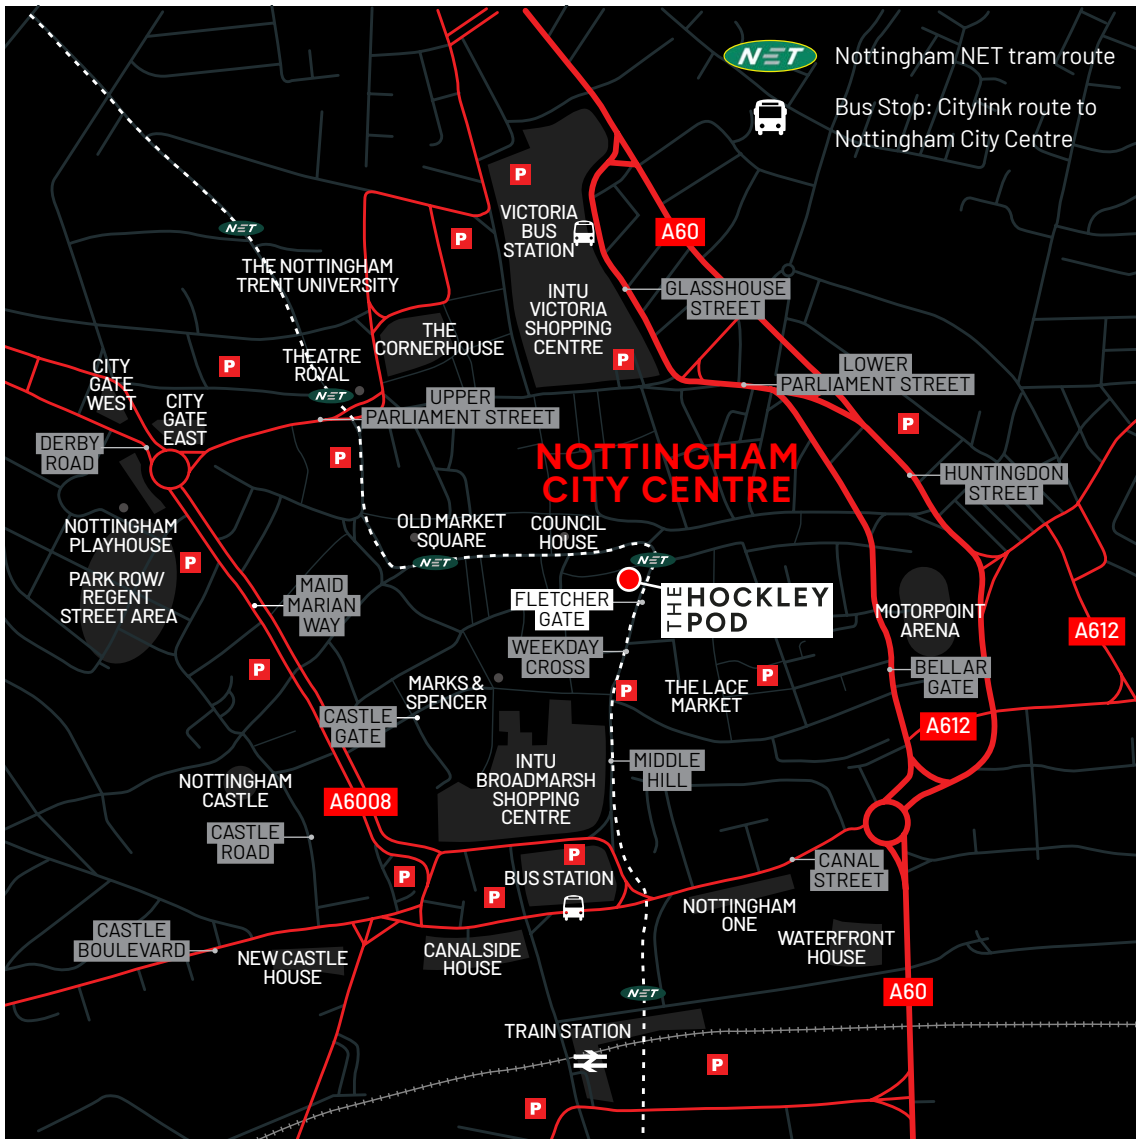 NET
Nottingham NET tram route
Bus Stop: Citylink route to
Nottingham City Centre
P
VICTORIA
BUS
STATION
P
A60
NET
THE NOTTINGHAM
TRENT UNIVERSITY
GLASSHOUSE
STREET
INTU
VICTORIA
SHOPPING
CENTRE
P
THE
CORNERHOUSE
THEATRE
ROYAL
NET
P
CITY
GATE
WEST
CITY
GATE
EAST
LOWER
PARLIAMENT STREET
UPPER
PARLIAMENT STREET
P
DERBY
ROAD
P
NOTTINGHAM
CITY CENTRE
HUNTINGDON
STREET
OLD MARKET
SQUARE
NET
COUNCIL
HOUSE
NET
NOTTINGHAM
PLAYHOUSE
P
PARK ROW/
REGENT
STREET AREA
MAID
MARIAN
WAY
FLETCHER
GATE
THE HOCKLEY
POD
MOTORPOINT
ARENA
A612
WEEKDAY
CROSS
BELLAR
GATE
P
MARKS &
SPENCER
P
THE LACE
MARKET
P
CASTLE
GATE
A612
MIDDLE
HILL
INTU
BROADMARSH
SHOPPING
CENTRE
NOTTINGHAM
CASTLE
A6008
CASTLE
ROAD
P
P
BUS STATION
P
CANAL
STREET
NOTTINGHAM
ONE
CASTLE
BOULEVARD
NEW CASTLE
HOUSE
CANALSIDE
HOUSE
WATERFRONT
HOUSE
NET
A60
TRAIN STATION
P
P